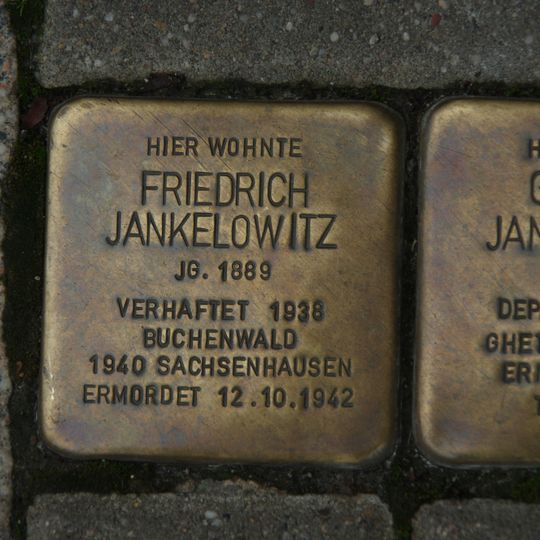 HIER WOHNTE
FRIEDRICH
JANKELOWITZ
JG. 1889
VERHAFTET 1938
BUCHENWALD
1940 SACHSENHAUSEN
ERMORDET 12.10.1942